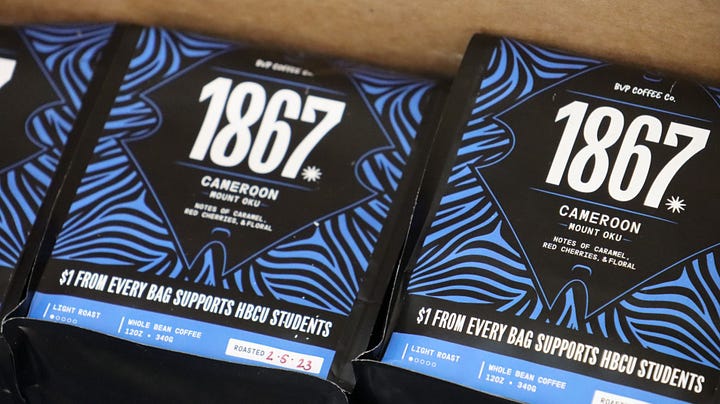 BVP COFFEE CO.
1867.
CAMEROON
MOUNT OKU
NOTES OF CARAMEL,
RED CHERRIES, & FLORAL
$1 FROM EVERY BAG SUPPORTS HBCU STUDENTS
LIGHT ROAST
WHOLE BEAN COFFEE
12OZ • 340G
ROASTED 2·6·23
BVP COFFEE CO.
1867.
CAMEROON
MOUNT OKU
NOTES OF CARAMEL,
RED CHERRIES, & FLORAL
$1 FROM EVERY BAG SUPPORTS HBCU STUDENTS
LIGHT ROAST
WHOLE BEAN COFFEE
12OZ • 340G
ROASTED